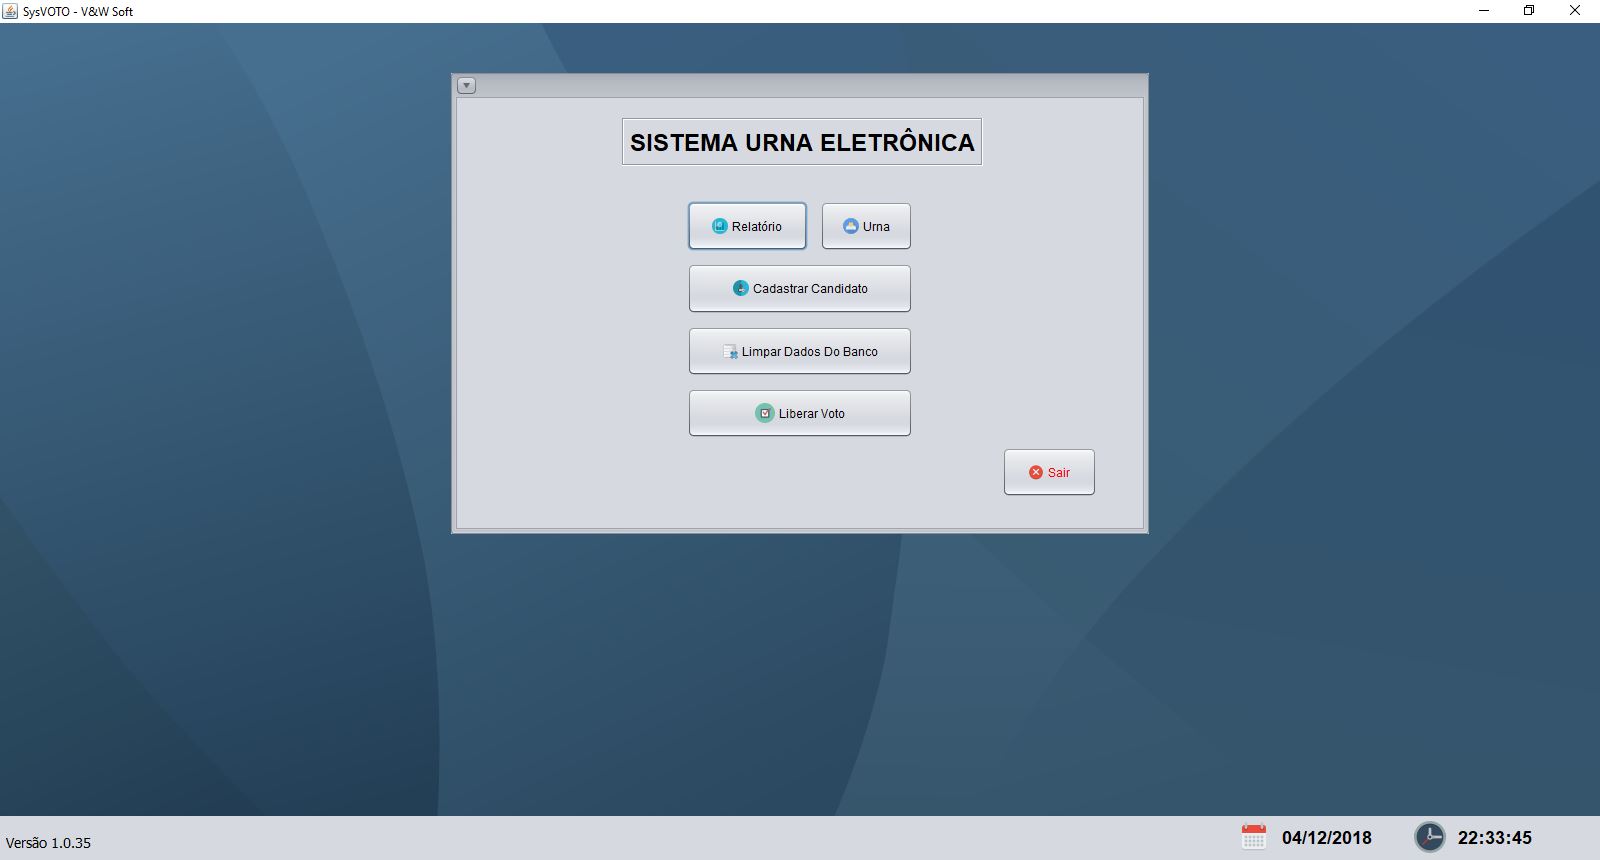 SysVOTO - V&W Soft
SISTEMA URNA ELETRÔNICA
Relatório
Urna
Cadastrar Candidato
Limpar Dados Do Banco
Liberar Voto
Sair
Versão 1.0.35
04/12/2018
22:33:45